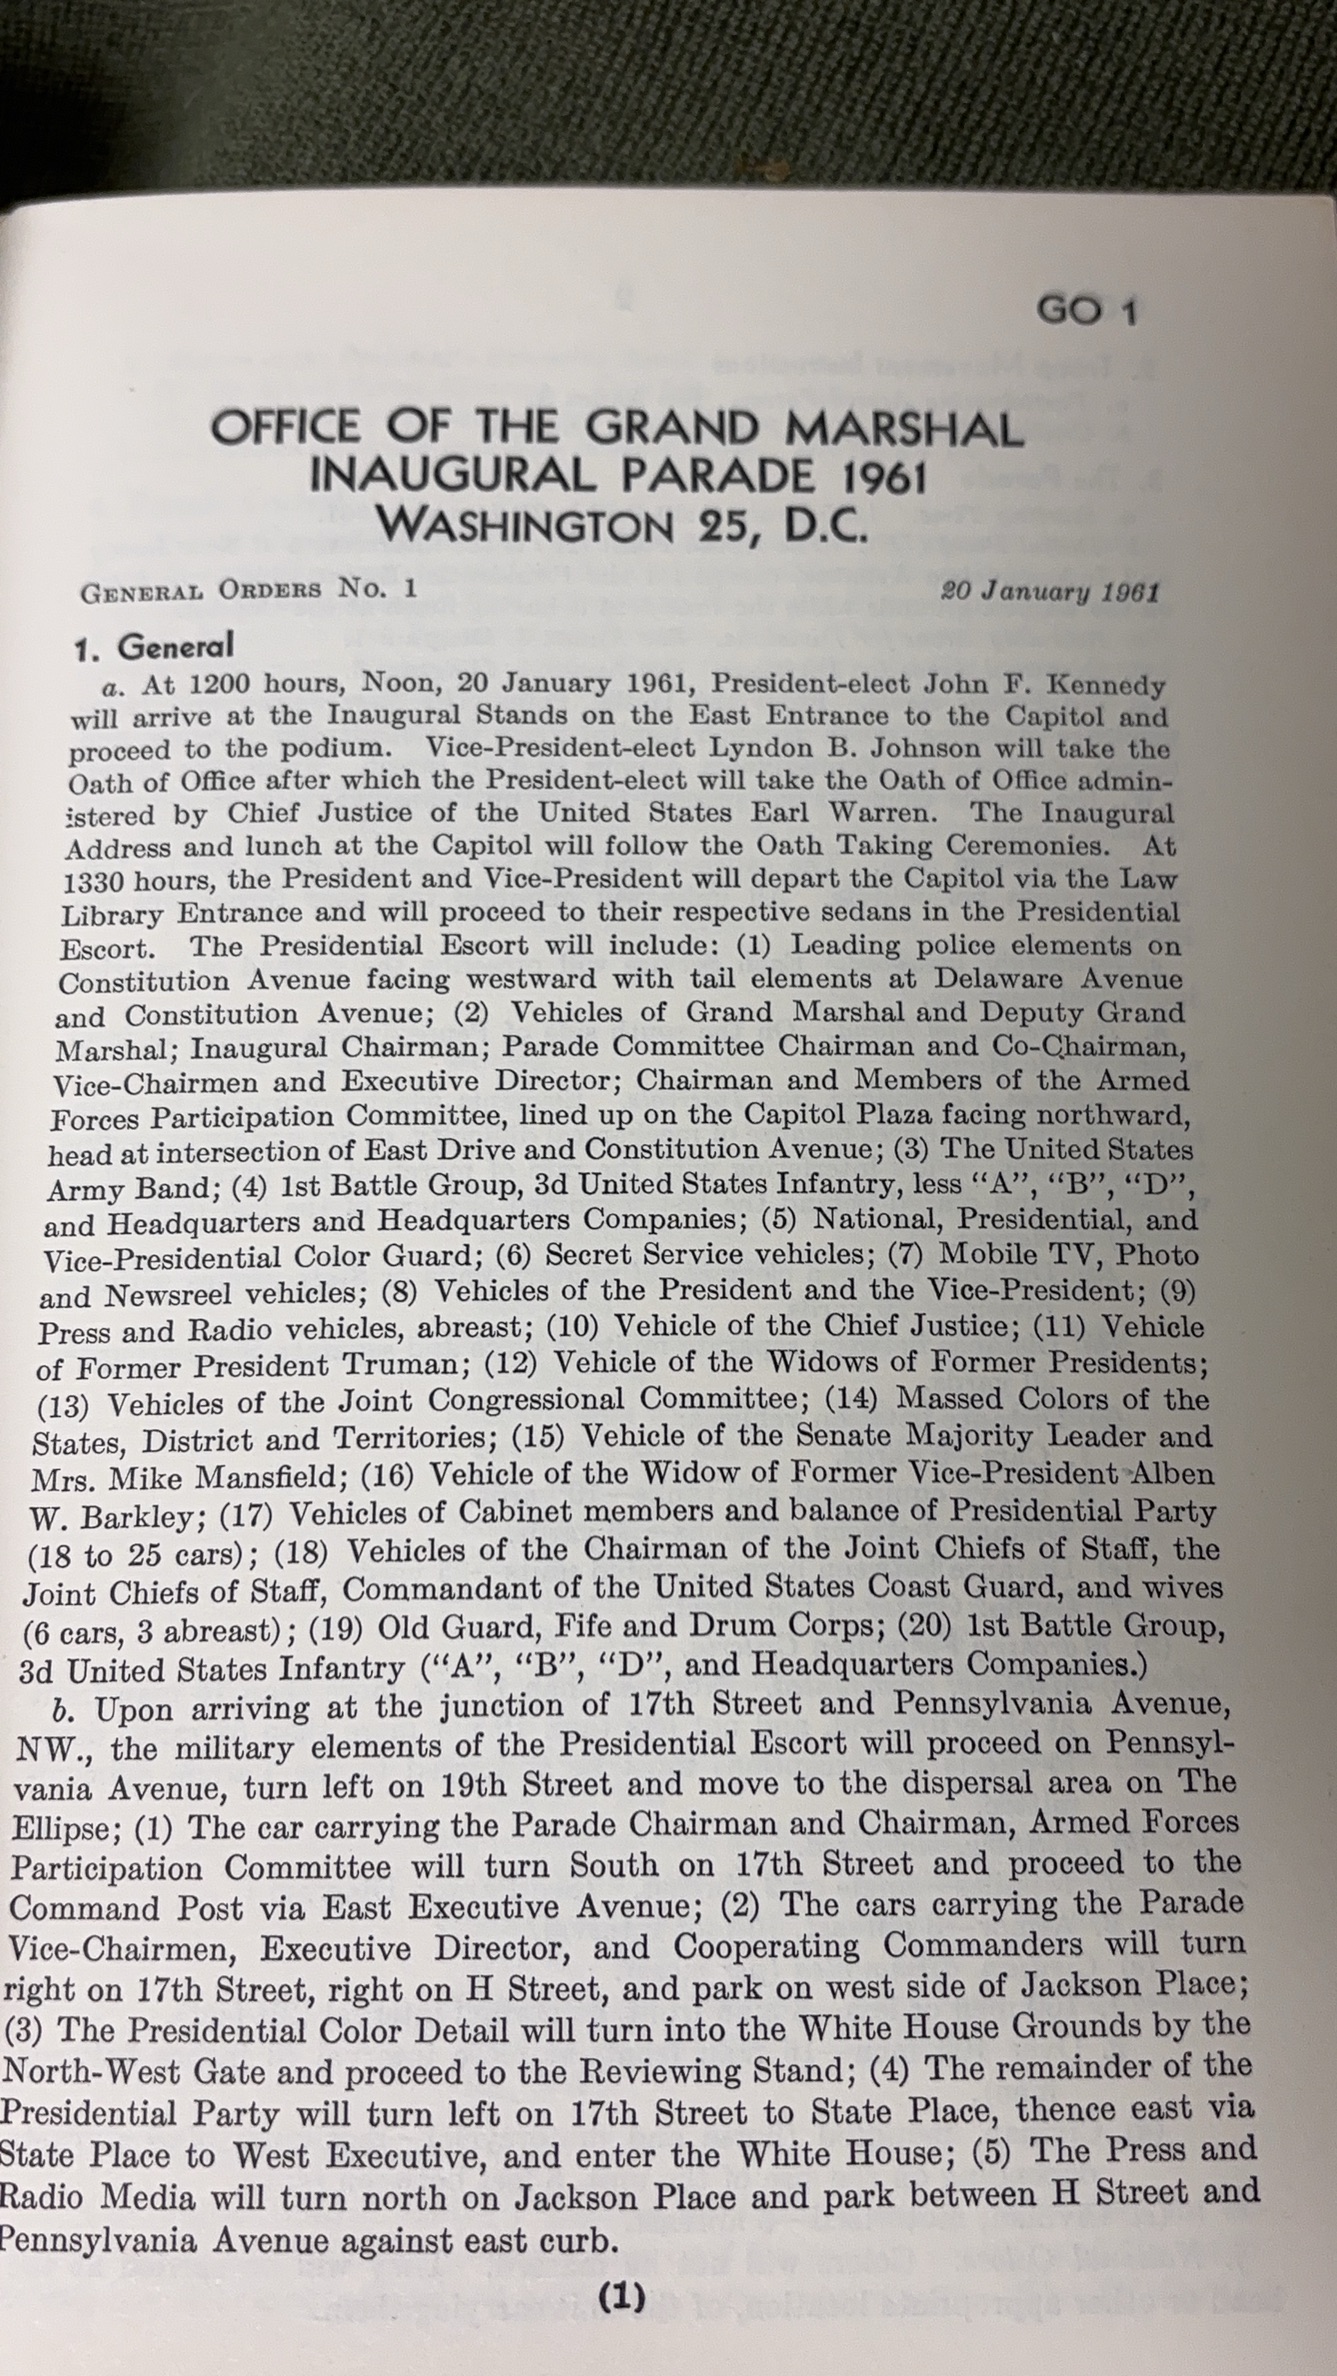 GO 1
OFFICE OF THE GRAND MARSHAL
INAUGURAL PARADE 1961
WASHINGTON 25, D.C.
GENERAL ORDERS NO. 1 20 January 1961
1. General
a. At 1200 hours, Noon, 20 January 1961, President-elect John F. Kennedy
will arrive at the Inaugural Stands on the East Entrance to the Capitol and
proceed to the podium. Vice-President-elect Lyndon B. Johnson will take the
Oath of Office after which the President-elect will take the Oath of Office admin-
istered by Chief Justice of the United States Earl Warren. The Inaugural
Address and lunch at the Capitol will follow the Oath Taking Ceremonies. At
1330 hours, the President and Vice-President will depart the Capitol via the Law
Library Entrance and will proceed to their respective sedans in the Presidential
Escort. The Presidential Escort will include: (1) Leading police elements on
Constitution Avenue facing westward with tail elements at Delaware Avenue
and Constitution Avenue; (2) Vehicles of Grand Marshal and Deputy Grand
Marshal; Inaugural Chairman; Parade Committee Chairman and Co-Chairman,
Vice-Chairmen and Executive Director; Chairman and Members of the Armed
Forces Participation Committee, lined up on the Capitol Plaza facing northward,
head at intersection of East Drive and Constitution Avenue; (3) The United States
Army Band; (4) 1st Battle Group, 3d United States Infantry, less “A”, “B”, “D”,
and Headquarters and Headquarters Companies; (5) National, Presidential, and
Vice-Presidential Color Guard; (6) Secret Service vehicles; (7) Mobile TV, Photo
and Newsreel vehicles; (8) Vehicles of the President and the Vice-President; (9)
Press and Radio vehicles, abreast; (10) Vehicle of the Chief Justice; (11) Vehicle
of Former President Truman; (12) Vehicle of the Widows of Former Presidents;
(13) Vehicles of the Joint Congressional Committee; (14) Massed Colors of the
States, District and Territories; (15) Vehicle of the Senate Majority Leader and
Mrs. Mike Mansfield; (16) Vehicle of the Widow of Former Vice-President Alben
W. Barkley; (17) Vehicles of Cabinet members and balance of Presidential Party
(18 to 25 cars); (18) Vehicles of the Chairman of the Joint Chiefs of Staff, the
Joint Chiefs of Staff, Commandant of the United States Coast Guard, and wives
(6 cars, 3 abreast); (19) Old Guard, Fife and Drum Corps; (20) 1st Battle Group,
3d United States Infantry (“A”, “B”, “D”, and Headquarters Companies.)
b. Upon arriving at the junction of 17th Street and Pennsylvania Avenue,
NW., the military elements of the Presidential Escort will proceed on Pennsyl-
vania Avenue, turn left on 19th Street and move to the dispersal area on The
Ellipse; (1) The car carrying the Parade Chairman and Chairman, Armed Forces
Participation Committee will turn South on 17th Street and proceed to the
Command Post via East Executive Avenue; (2) The cars carrying the Parade
Vice-Chairmen, Executive Director, and Cooperating Commanders will turn
right on 17th Street, right on H Street, and park on west side of Jackson Place;
(3) The Presidential Color Detail will turn into the White House Grounds by the
North-West Gate and proceed to the Reviewing Stand; (4) The remainder of the
Presidential Party will turn left on 17th Street to State Place, thence east via
State Place to West Executive, and enter the White House; (5) The Press and
Radio Media will turn north on Jackson Place and park between H Street and
Pennsylvania Avenue against east curb.
(1)